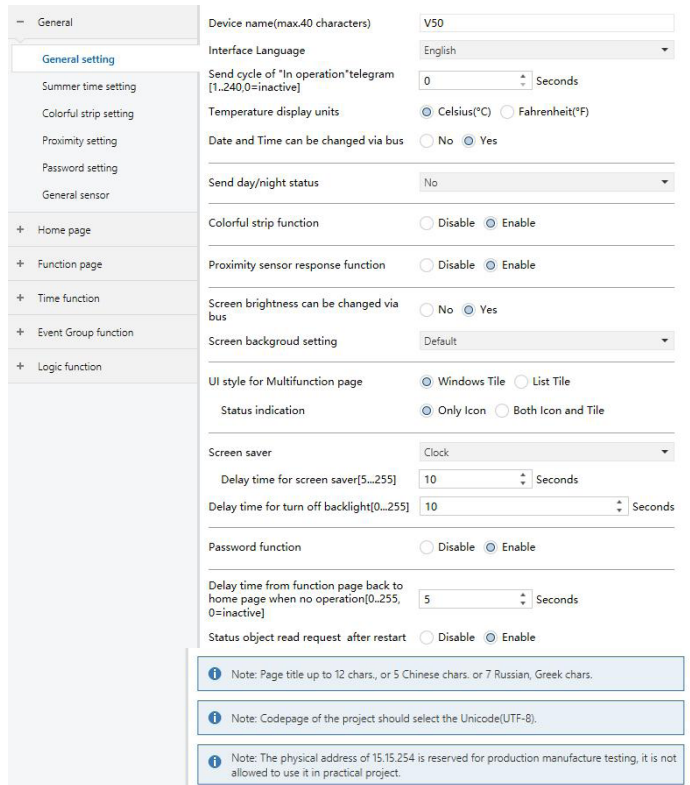 General
General setting
Summer time setting
Colorful strip setting
Proximity setting
Password setting
General sensor
Home page
Function page
Time function
Event Group function
Logic function
Device name(max.40 characters) V50
Interface Language English
Send cycle of "In operation"telegram
[1..240,0=inactive] 0 Seconds
Temperature display units Celsius(°C) Fahrenheit(°F)
Date and Time can be changed via bus No Yes
Send day/night status No
Colorful strip function Disable Enable
Proximity sensor response function Disable Enable
Screen brightness can be changed via
bus No Yes
Screen backgroud setting Default
UI style for Multifunction page Windows Tile List Tile
Status indication Only Icon Both Icon and Tile
Screen saver Clock
Delay time for screen saver[5...255] 10 Seconds
Delay time for turn off backlight[0...255] 10 Seconds
Password function Disable Enable
Delay time from function page back to
home page when no operation[0..255,
0=inactive] 5 Seconds
Status object read request after restart Disable Enable
Note: Page title up to 12 chars., or 5 Chinese chars. or 7 Russian, Greek chars.
Note: Codepage of the project should select the Unicode(UTF-8).
Note: The physical address of 15.15.254 is reserved for production manufacture testing, it is not
allowed to use it in practical project.